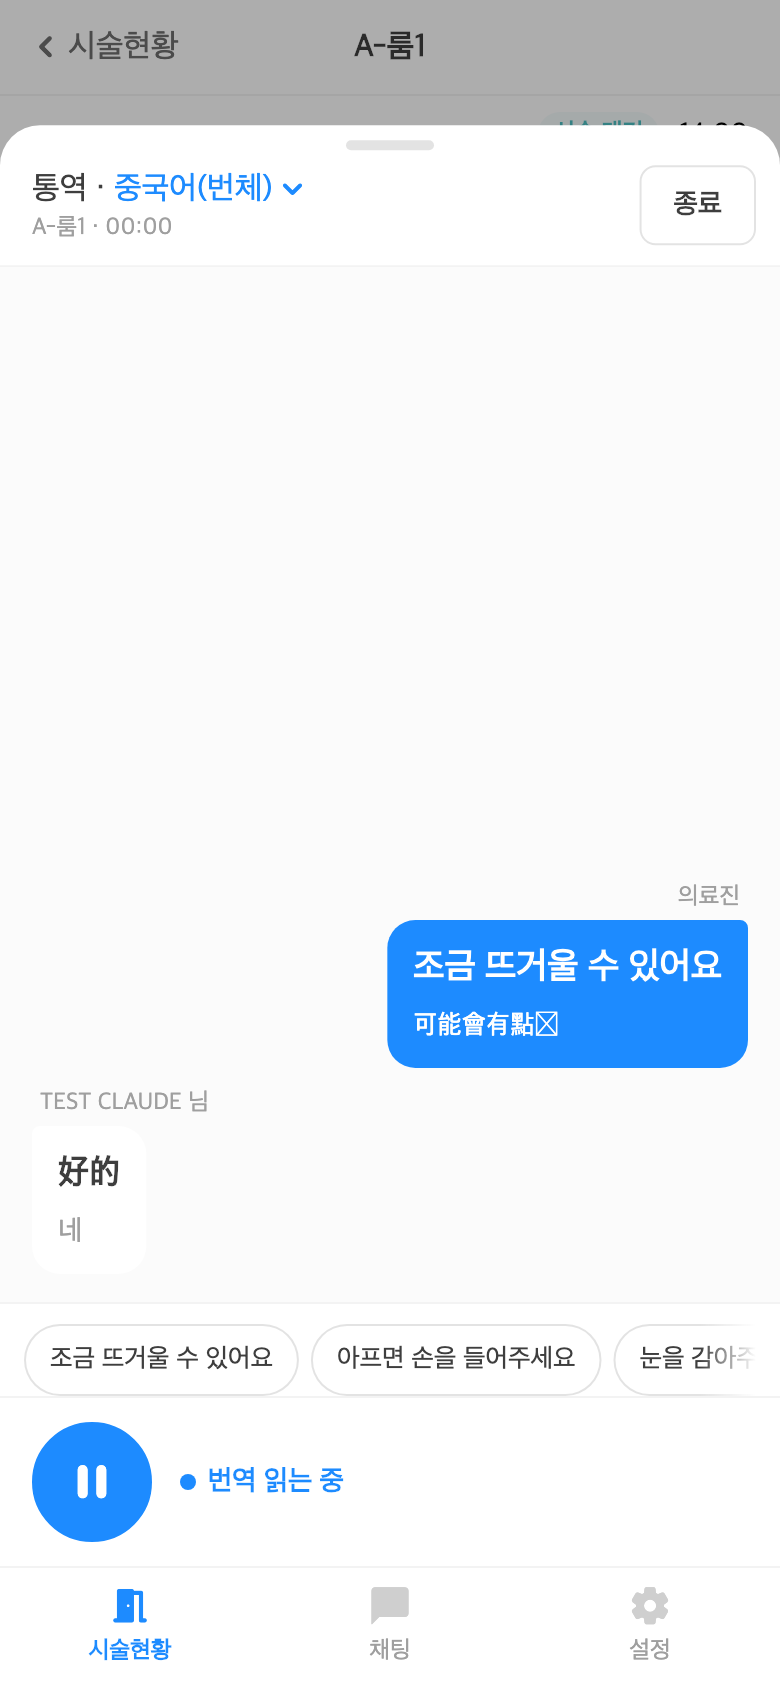 시술현황
A-룸1
통역 · 중국어(번체)
A-룸1 · 00:00
종료
의료진
조금 뜨거울 수 있어요
可能會有點
TEST CLAUDE 님
好的
네
조금 뜨거울 수 있어요
아프면 손을 들어주세요
눈을 감아주
번역 읽는 중
시술현황
채팅
설정